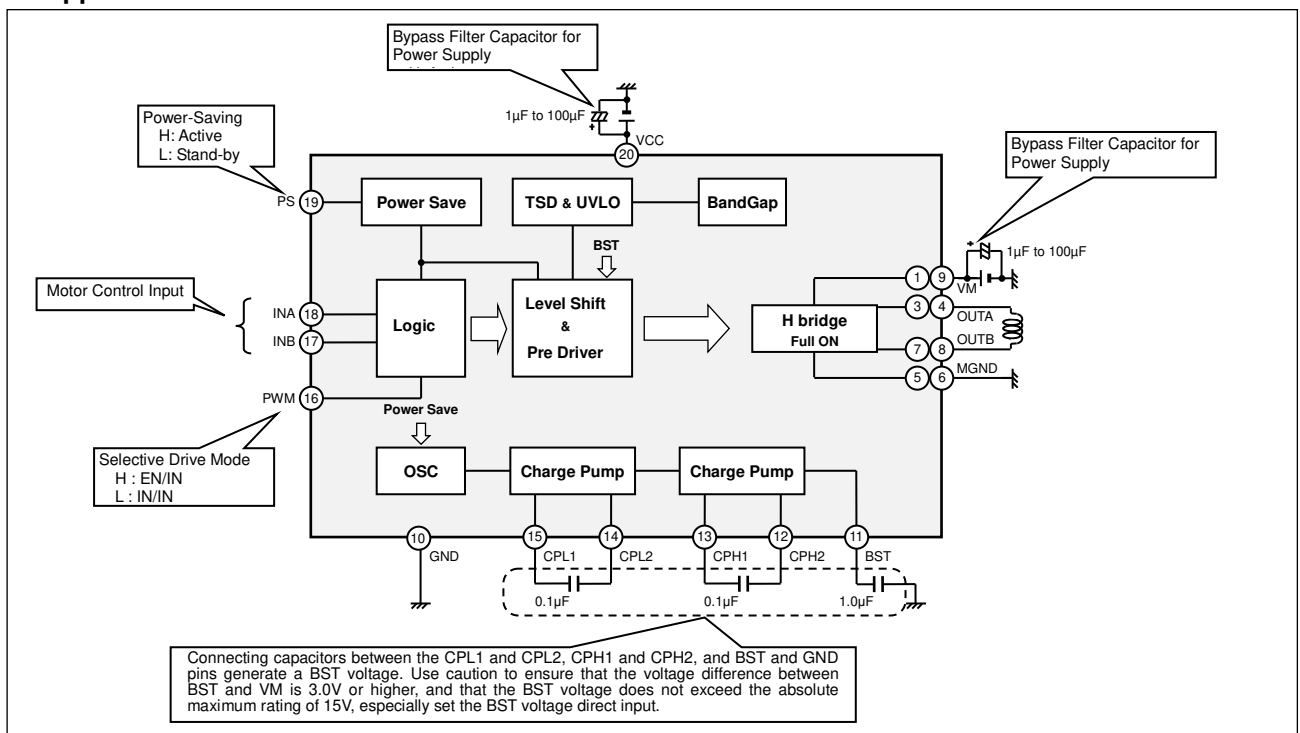 Bypass Filter Capacitor for
Power Supply
1µF to 100µF
+
VCC
20
Power-Saving
H: Active
L: Stand-by
Bypass Filter Capacitor for
Power Supply
PS 19
Power Save
TSD & UVLO
BandGap
BST
+
1µF to 100µF
1 9
VM
Motor Control Input
INA 18
INB 17
Logic
Level Shift
&
Pre Driver
H bridge
Full ON
3 4
OUTA
OUTB
7 8
5 6
MGND
PWM 16
Power Save
Selective Drive Mode
H : EN/IN
L : IN/IN
OSC
Charge Pump
Charge Pump
10
GND
15
CPL1
14
CPL2
13
CPH1
12
CPH2
11
BST
0.1µF
0.1µF
1.0µF
Connecting capacitors between the CPL1 and CPL2, CPH1 and CPH2, and BST and GND
pins generate a BST voltage. Use caution to ensure that the voltage difference between
BST and VM is 3.0V or higher, and that the BST voltage does not exceed the absolute
maximum rating of 15V, especially set the BST voltage direct input.